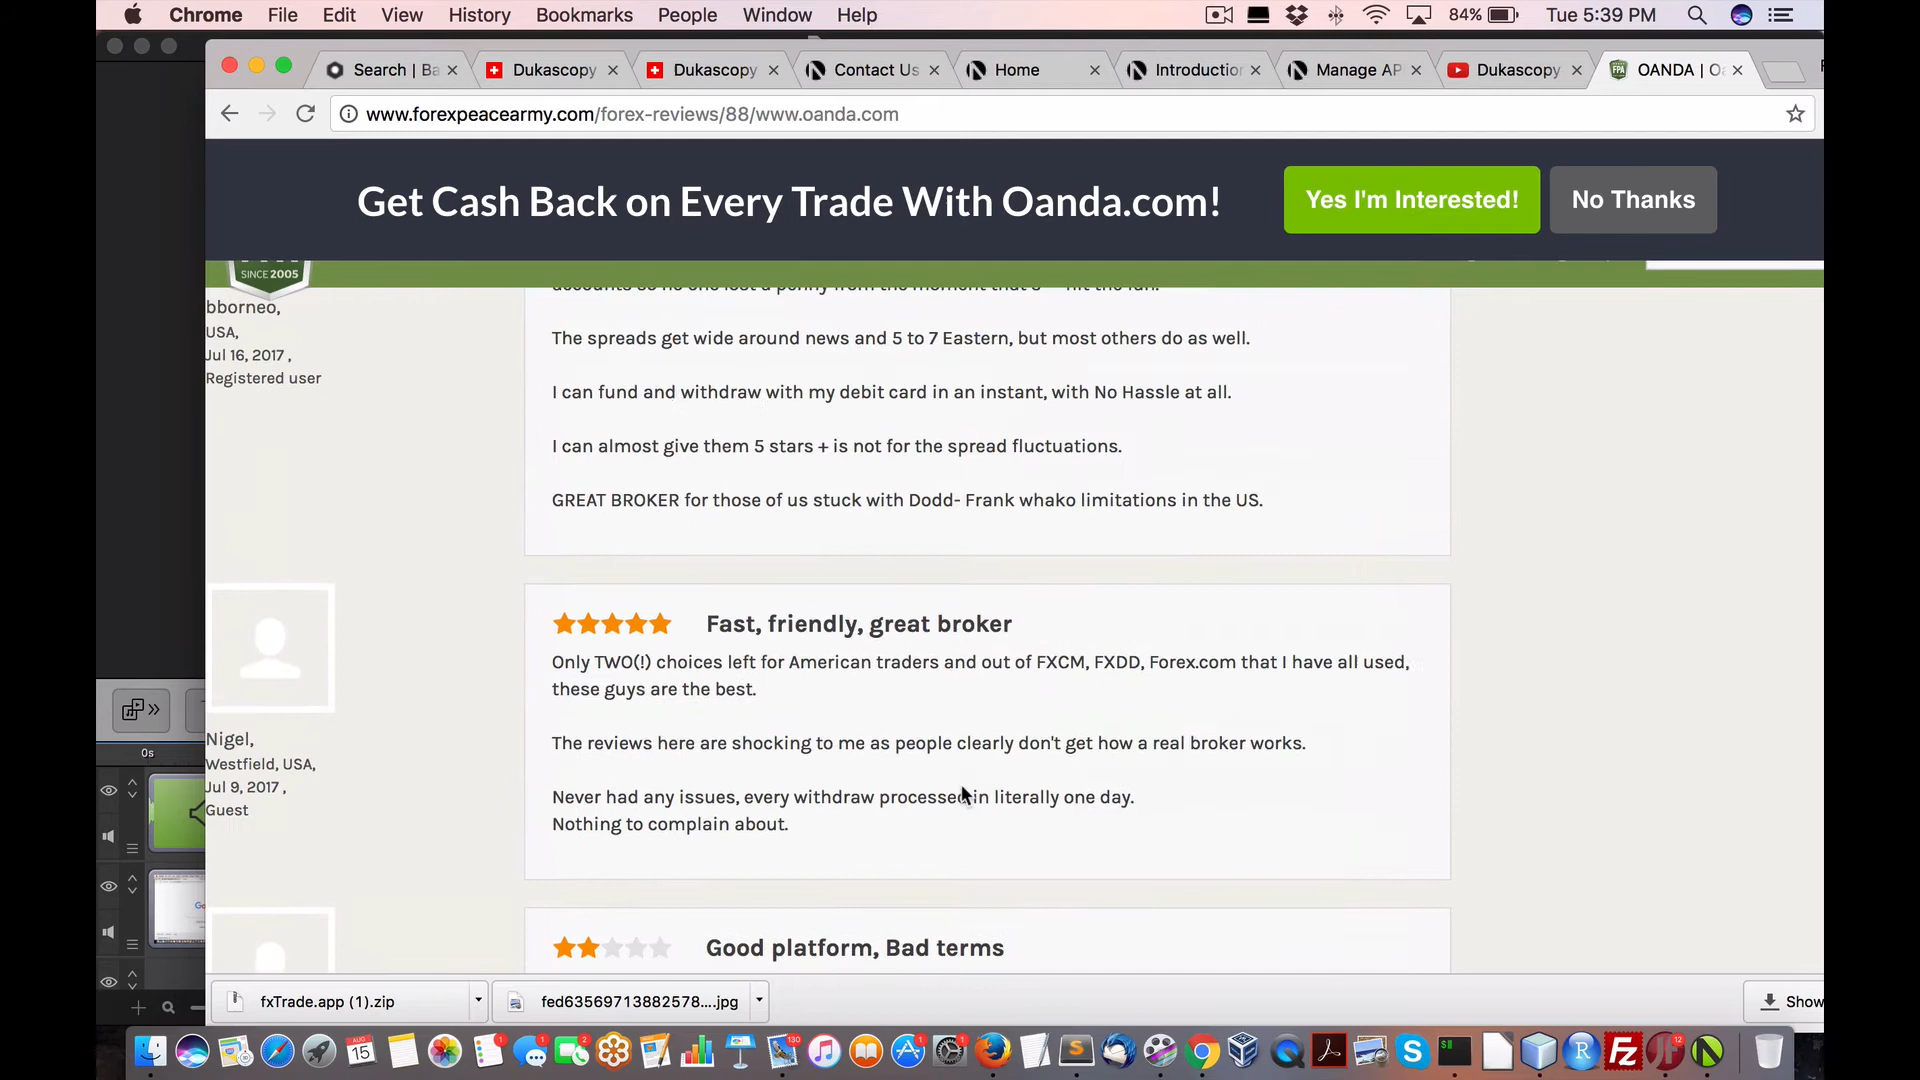 Chrome File Edit View History Bookmarks People Window Help 84% Tue 5:39 PM
Search | Ba Dukascopy Dukascopy Contact Us Home Introduction Manage AP Dukascopy OANDA | O
www.forexpeacearmy.com/forex-reviews/88/www.oanda.com
Get Cash Back on Every Trade With Oanda.com! Yes I'm Interested! No Thanks
SINCE 2005
bborneo,
USA,
Jul 16, 2017 ,
Registered user
The spreads get wide around news and 5 to 7 Eastern, but most others do as well.
I can fund and withdraw with my debit card in an instant, with No Hassle at all.
I can almost give them 5 stars + is not for the spread fluctuations.
GREAT BROKER for those of us stuck with Dodd- Frank whako limitations in the US.
Fast, friendly, great broker
Only TWO(!) choices left for American traders and out of FXCM, FXDD, Forex.com that I have all used,
these guys are the best.
The reviews here are shocking to me as people clearly don't get how a real broker works.
Never had any issues, every withdraw processed in literally one day.
Nothing to complain about.
Nigel,
Westfield, USA,
Jul 9, 2017 ,
Guest
0s
Good platform, Bad terms
fxTrade.app (1).zip
fed63569713882578....jpg
Show
AUG
15